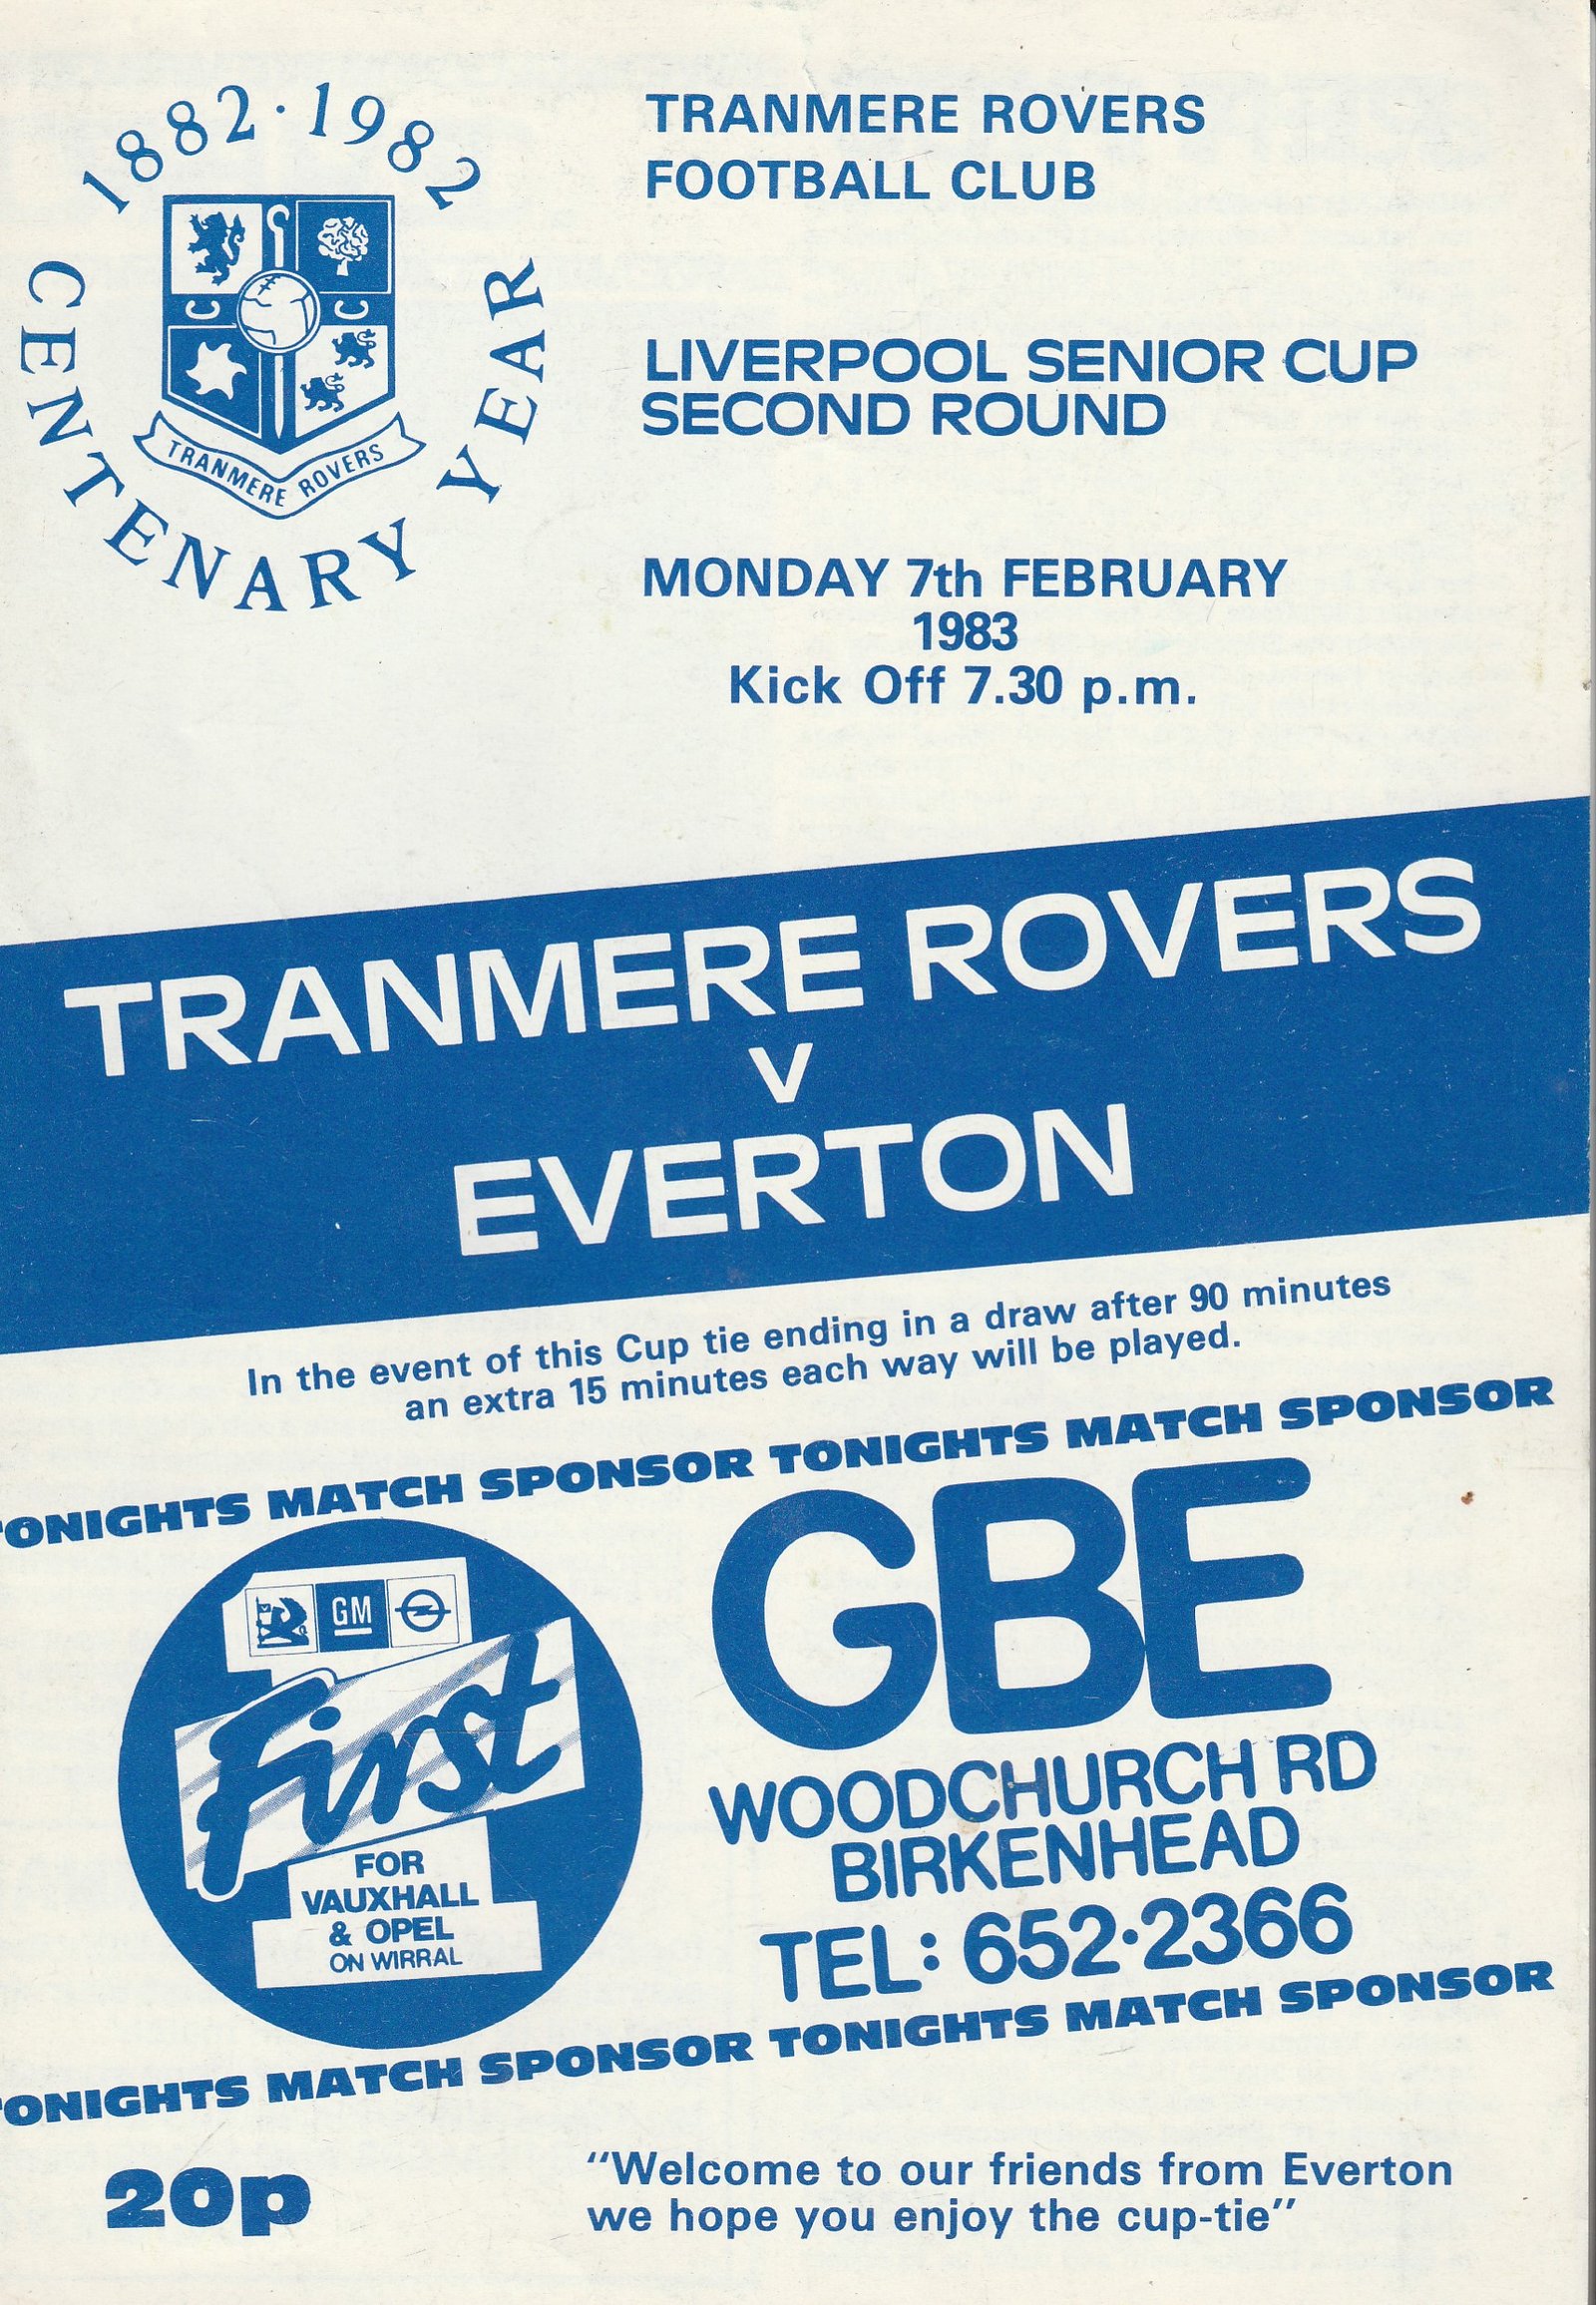 1882·1982
CENTENARY YEAR
C C
TRANMERE ROVERS
TRANMERE ROVERS
FOOTBALL CLUB
LIVERPOOL SENIOR CUP
SECOND ROUND
MONDAY 7th FEBRUARY
1983
Kick Off 7.30 p.m.
TRANMERE ROVERS
v
EVERTON
In the event of this Cup tie ending in a draw after 90 minutes
an extra 15 minutes each way will be played.
TONIGHTS MATCH SPONSOR TONIGHTS MATCH SPONSOR
GM
First
FOR
VAUXHALL
& OPEL
ON WIRRAL
GBE
WOODCHURCH RD
BIRKENHEAD
TEL: 652·2366
TONIGHTS MATCH SPONSOR TONIGHTS MATCH SPONSOR
20p
"Welcome to our friends from Everton
we hope you enjoy the cup-tie"